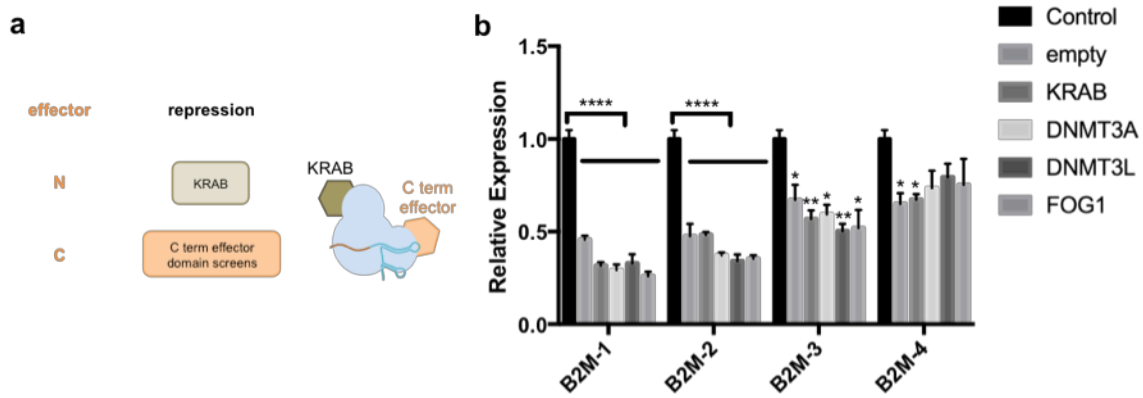 a
effector
repression
N
KRAB
C
C term effector
domain screens
KRAB
C term
effector
b
Relative Expression
1.5
1.0
0.5
0.0
****
****
*
**
*
**
*
*
*
B2M-1
B2M-2
B2M-3
B2M-4
Control
empty
KRAB
DNMT3A
DNMT3L
FOG1